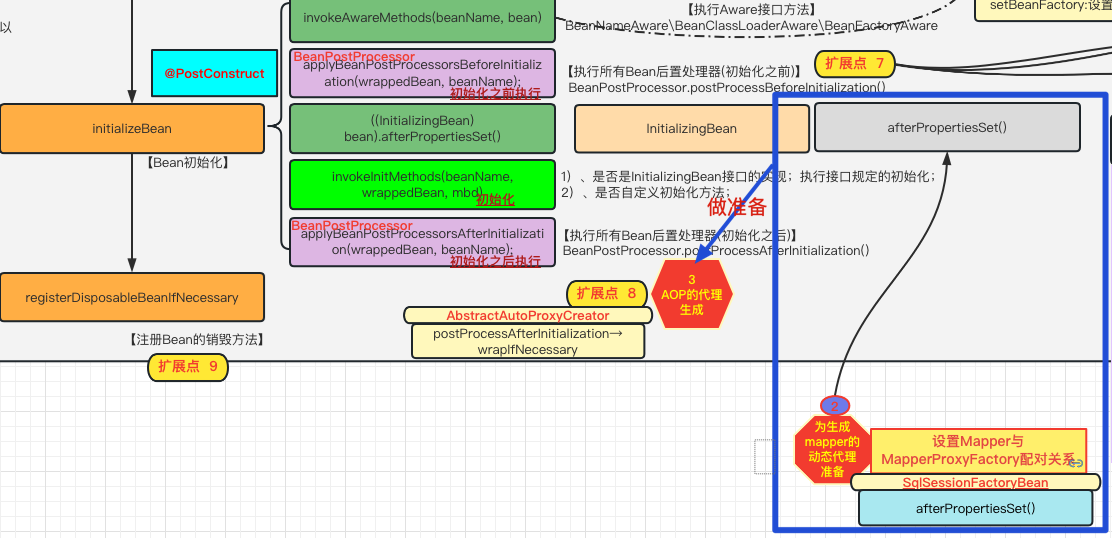 以
invokeAwareMethods(beanName, bean)
【执行Aware接口方法】
BeanNameAware\BeanClassLoaderAware\BeanFactoryAware
setBeanFactory:设置
@PostConstruct
BeanPostProcessor
applyBeanPostProcessorsBeforeInitializ
ation(wrappedBean, beanName);
初始化之前执行
扩展点 7
【执行所有Bean后置处理器(初始化之前)】
BeanPostProcessor.postProcessBeforeInitialization()
initializeBean
((InitializingBean)
bean).afterPropertiesSet()
InitializingBean
afterPropertiesSet()
【Bean初始化】
invokeInitMethods(beanName,
wrappedBean, mbd)
初始化
1）、是否是InitializingBean接口的实现；执行接口规定的初始化；
2）、是否自定义初始化方法；
做准备
BeanPostProcessor
applyBeanPostProcessorsAfterInitializati
on(wrappedBean, beanName);
初始化之后执行
【执行所有Bean后置处理器(初始化之后)】
BeanPostProcessor.postProcessAfterInitialization()
registerDisposableBeanIfNecessary
扩展点 8
3
AOP的代理
生成
AbstractAutoProxyCreator
postProcessAfterInitialization→
wrapIfNecessary
【注册Bean的销毁方法】
扩展点 9
2
为生成
mapper的
动态代理
准备
设置Mapper与
MapperProxyFactory配对关系
SqlSessionFactoryBean
afterPropertiesSet()